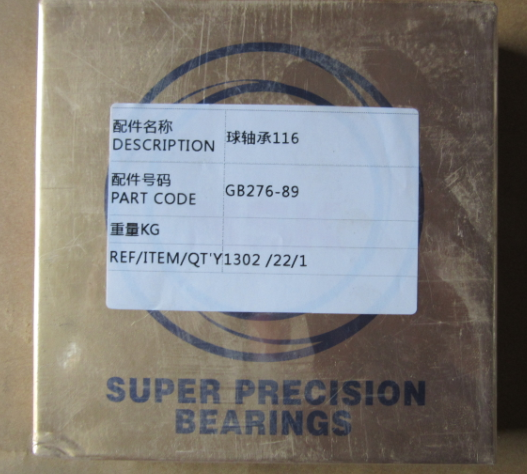 配件名称
DESCRIPTION 球轴承116
配件号码
PART CODE GB276-89
重量KG
REF/ITEM/QT'Y1302 /22/1
SUPER PRECISION
BEARINGS